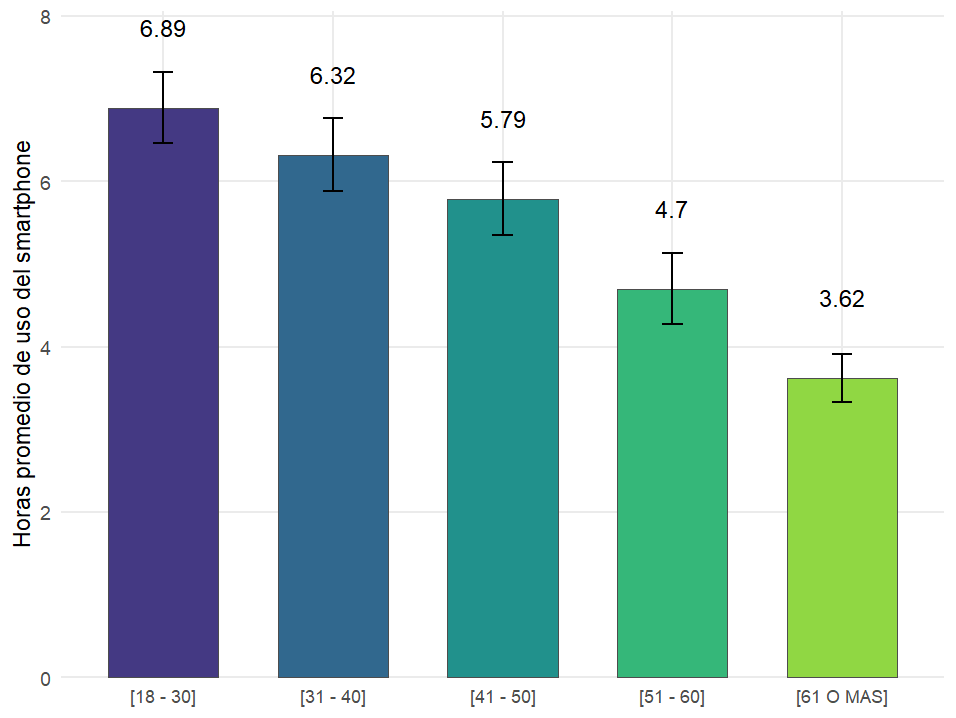 Horas promedio de uso del smartphone
8
6
4
2
0
6.89
6.32
5.79
4.7
3.62
[18 - 30]
[31 - 40]
[41 - 50]
[51 - 60]
[61 O MAS]